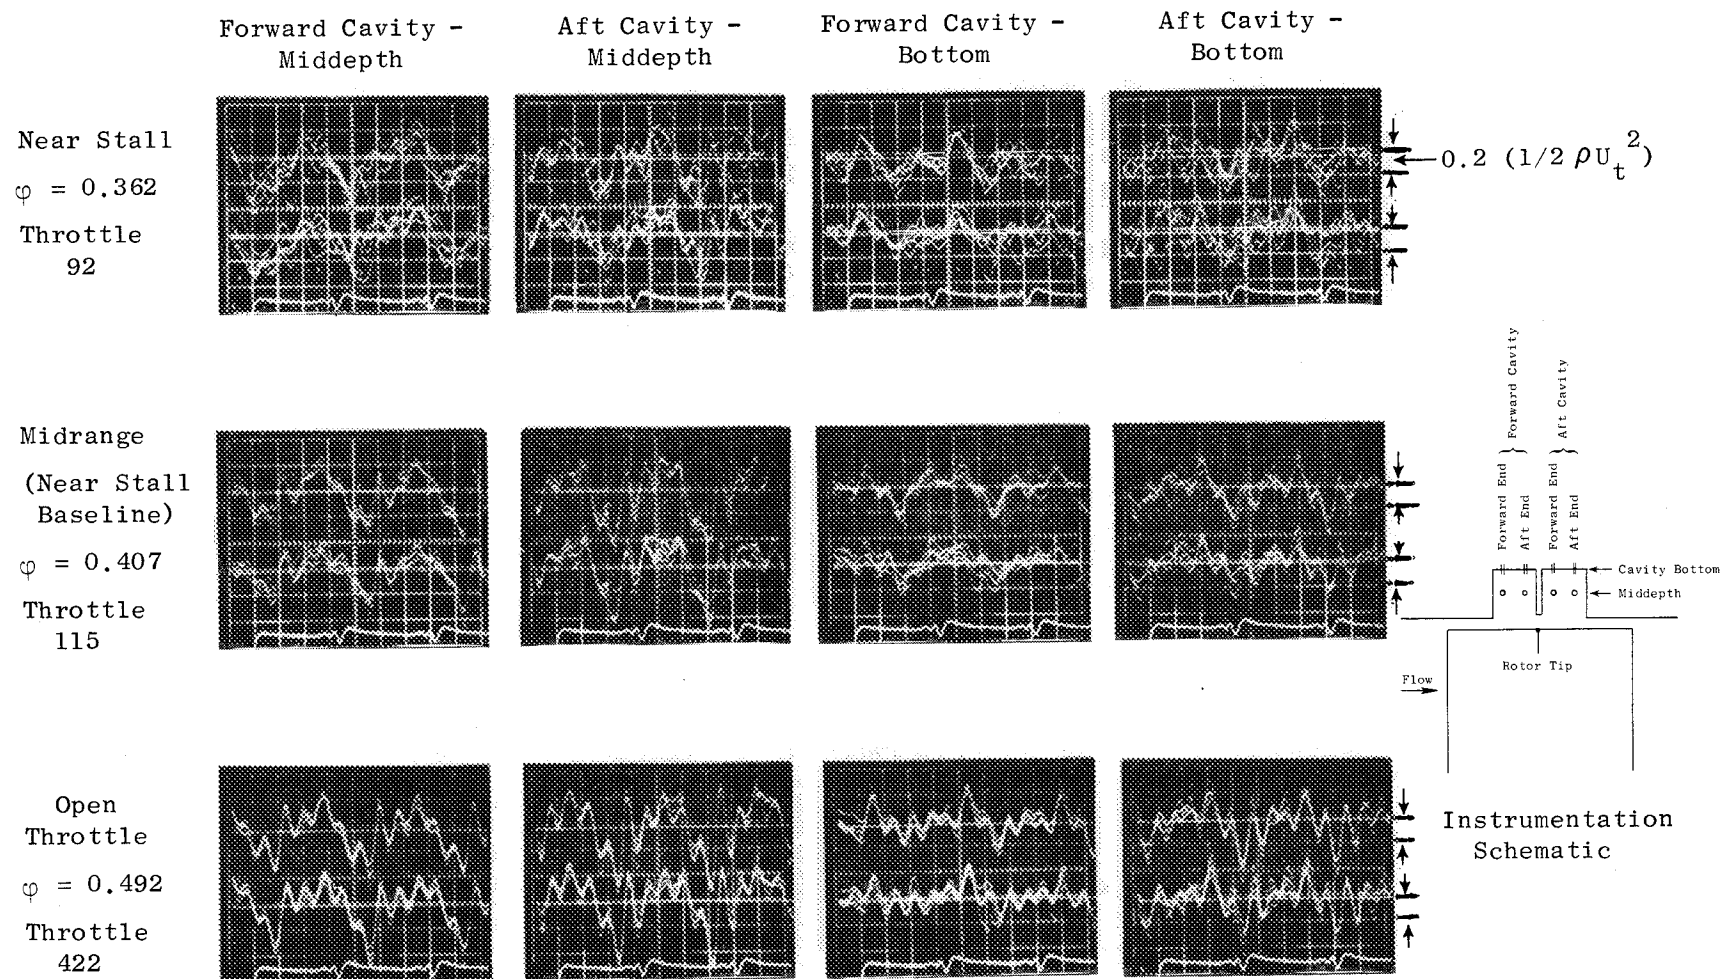 Forward Cavity -
Middepth
Aft Cavity -
Middepth
Forward Cavity -
Bottom
Aft Cavity -
Bottom
Near Stall
φ = 0.362
Throttle
92
0.2 (1/2 ρU_t^2)
Midrange
(Near Stall
Baseline)
φ = 0.407
Throttle
115
Open
Throttle
φ = 0.492
Throttle
422
Forward Cavity
Aft Cavity
Forward End
Aft End
Forward End
Aft End
Cavity Bottom
Middepth
Rotor Tip
Flow
Instrumentation
Schematic